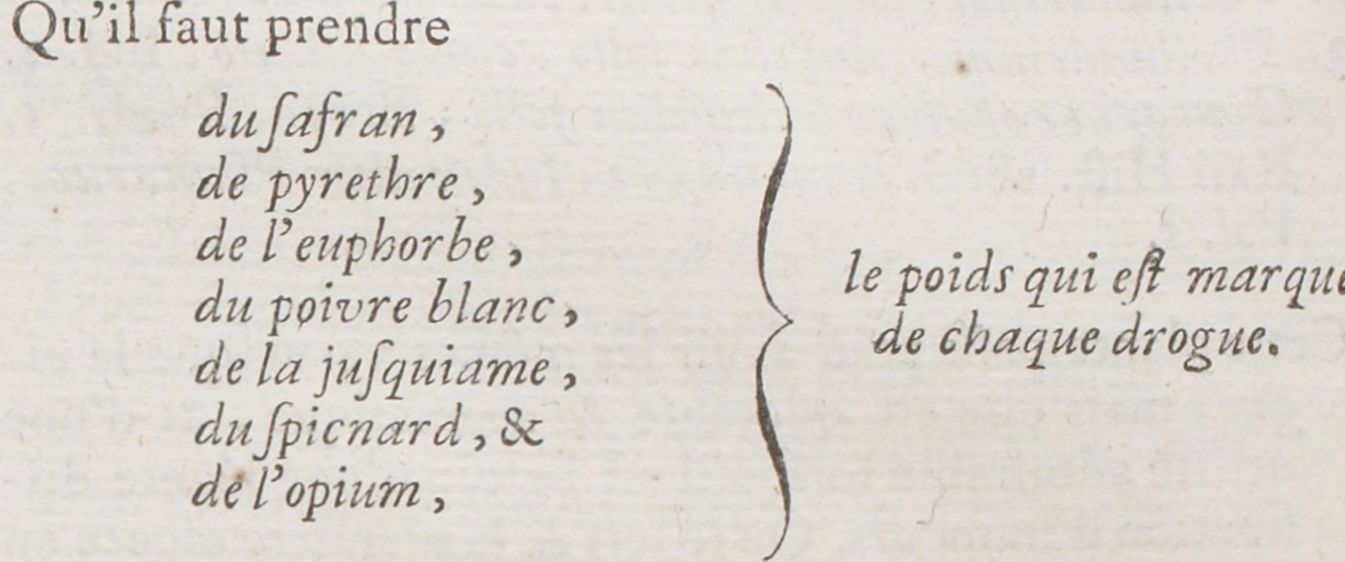 Qu'il faut prendre
du ſafran,
de pyrethre,
de l'euphorbe,
du poivre blanc,
de la juſquiame,
du ſpicnard, &
de l'opium,
le poids qui eſt marqué
de chaque drogue.